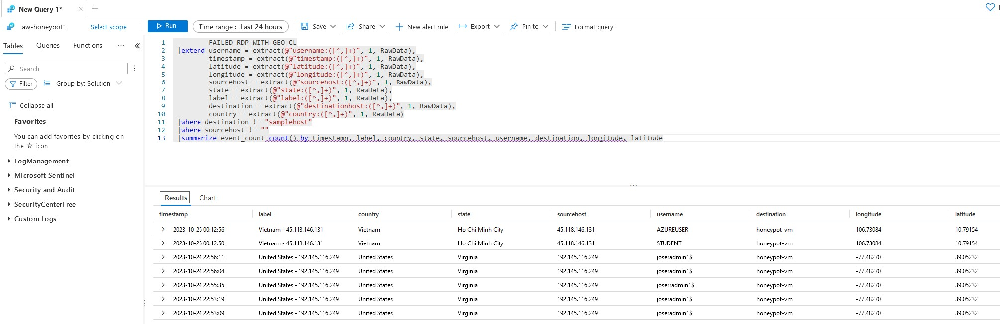 New Query 1*
law-honeypot1 Select scope Run Time range : Last 24 hours Save Share New alert rule Export Pin to Format query
Tables Queries Functions ··· «
Search
Filter Group by: Solution
Collapse all
Favorites
You can add favorites by clicking on
the ☆ icon
LogManagement
Microsoft Sentinel
Security and Audit
SecurityCenterFree
Custom Logs
1 FAILED_RDP_WITH_GEO_CL
2 |extend username = extract(@"username:([^,]+)", 1, RawData),
3 timestamp = extract(@"timestamp:([^,]+)", 1, RawData),
4 latitude = extract(@"latitude:([^,]+)", 1, RawData),
5 longitude = extract(@"longitude:([^,]+)", 1, RawData),
6 sourcehost = extract(@"sourcehost:([^,]+)", 1, RawData),
7 state = extract(@"state:([^,]+)", 1, RawData),
8 label = extract(@"label:([^,]+)", 1, RawData),
9 destination = extract(@"destinationhost:([^,]+)", 1, RawData),
10 country = extract(@"country:([^,]+)", 1, RawData)
11 |where destination != "samplehost"
12 |where sourcehost != ""
13 |summarize event_count=count() by timestamp, label, country, state, sourcehost, username, destination, longitude, latitude
Results Chart
timestamp label country state sourcehost username destination longitude latitude
2023-10-25 00:12:56 Vietnam - 45.118.146.131 Vietnam Ho Chi Minh City 45.118.146.131 AZUREUSER honeypot-vm 106.73084 10.79154
2023-10-25 00:12:50 Vietnam - 45.118.146.131 Vietnam Ho Chi Minh City 45.118.146.131 STUDENT honeypot-vm 106.73084 10.79154
2023-10-24 22:56:11 United States - 192.145.116.249 United States Virginia 192.145.116.249 joseradmin1$ honeypot-vm -77.48270 39.05232
2023-10-24 22:56:04 United States - 192.145.116.249 United States Virginia 192.145.116.249 joseradmin1$ honeypot-vm -77.48270 39.05232
2023-10-24 22:55:35 United States - 192.145.116.249 United States Virginia 192.145.116.249 joserradmin1$ honeypot-vm -77.48270 39.05232
2023-10-24 22:53:19 United States - 192.145.116.249 United States Virginia 192.145.116.249 joseradmin1$ honeypot-vm -77.48270 39.05232
2023-10-24 22:53:09 United States - 192.145.116.249 United States Virginia 192.145.116.249 joseradmin1$ honeypot-vm -77.48270 39.05232